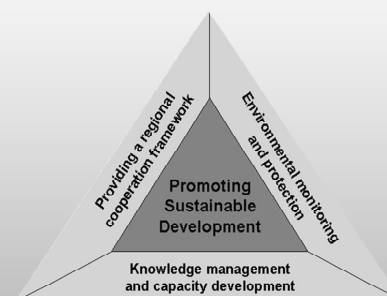 Providing a regional
cooperation framework
Environmental monitoring
and protection
Promoting
Sustainable
Development
Knowledge management
and capacity development